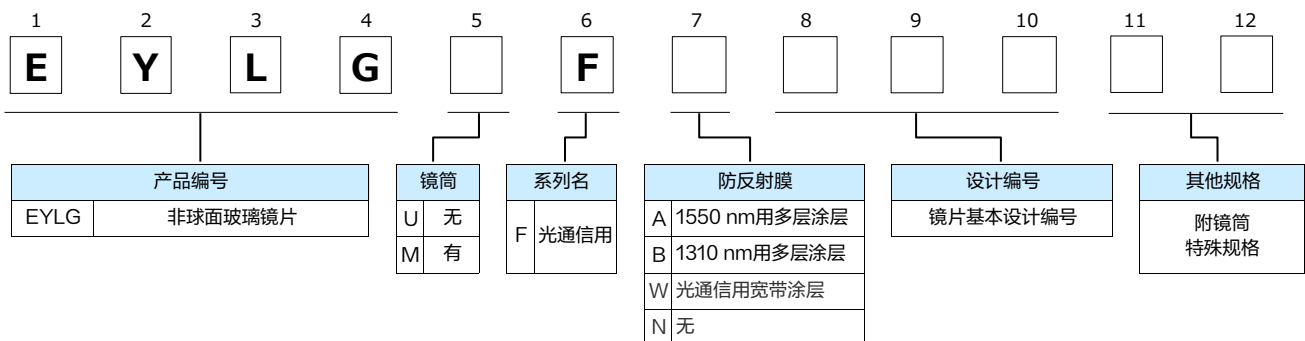 1 2 3 4 5 6 7 8 9 10 11 12
E Y L G F
产品编号
EYLG 非球面玻璃镜片
镜筒
U 无
M 有
系列名
F 光通信用
防反射膜
A 1550 nm用多层涂层
B 1310 nm用多层涂层
W 光通信用宽带涂层
N 无
设计编号
镜片基本设计编号
其他规格
附镜筒
特殊规格